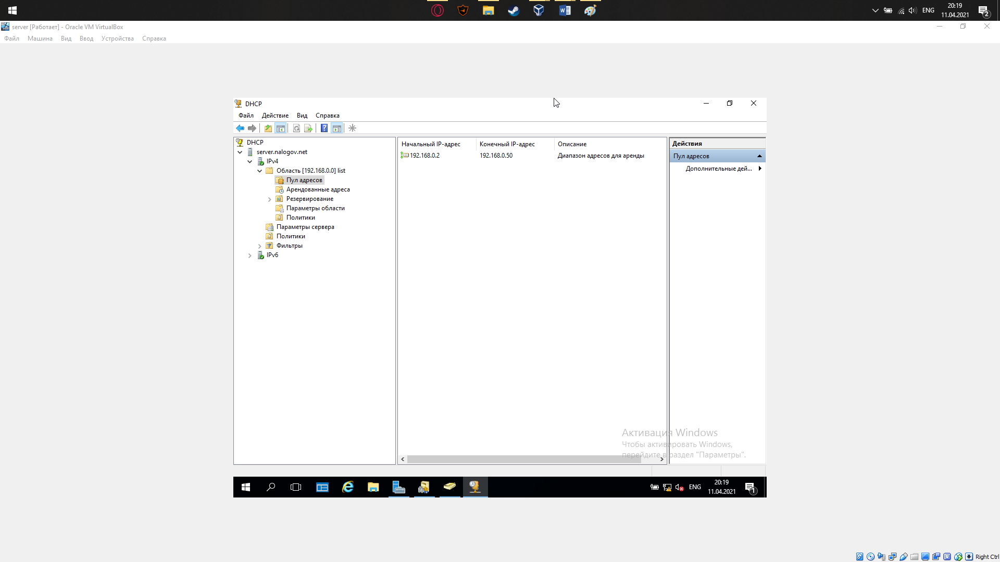 ENG
20:19
11.04.2021
2
server [Работает] - Oracle VM VirtualBox
Файл Машина Вид Ввод Устройства Справка
DHCP
Файл Действие Вид Справка
DHCP
server.nalogov.net
IPv4
Область [192.168.0.0] list
Пул адресов
Арендованные адреса
Резервирование
Параметры области
Политики
Параметры сервера
Политики
Фильтры
IPv6
Начальный IP-адрес Конечный IP-адрес Описание
192.168.0.2 192.168.0.50 Диапазон адресов для аренды
Действия
Пул адресов
Дополнительные дей...
Активация Windows
Чтобы активировать Windows,
перейдите в раздел "Параметры".
ENG
20:19
11.04.2021
1
Right Ctrl